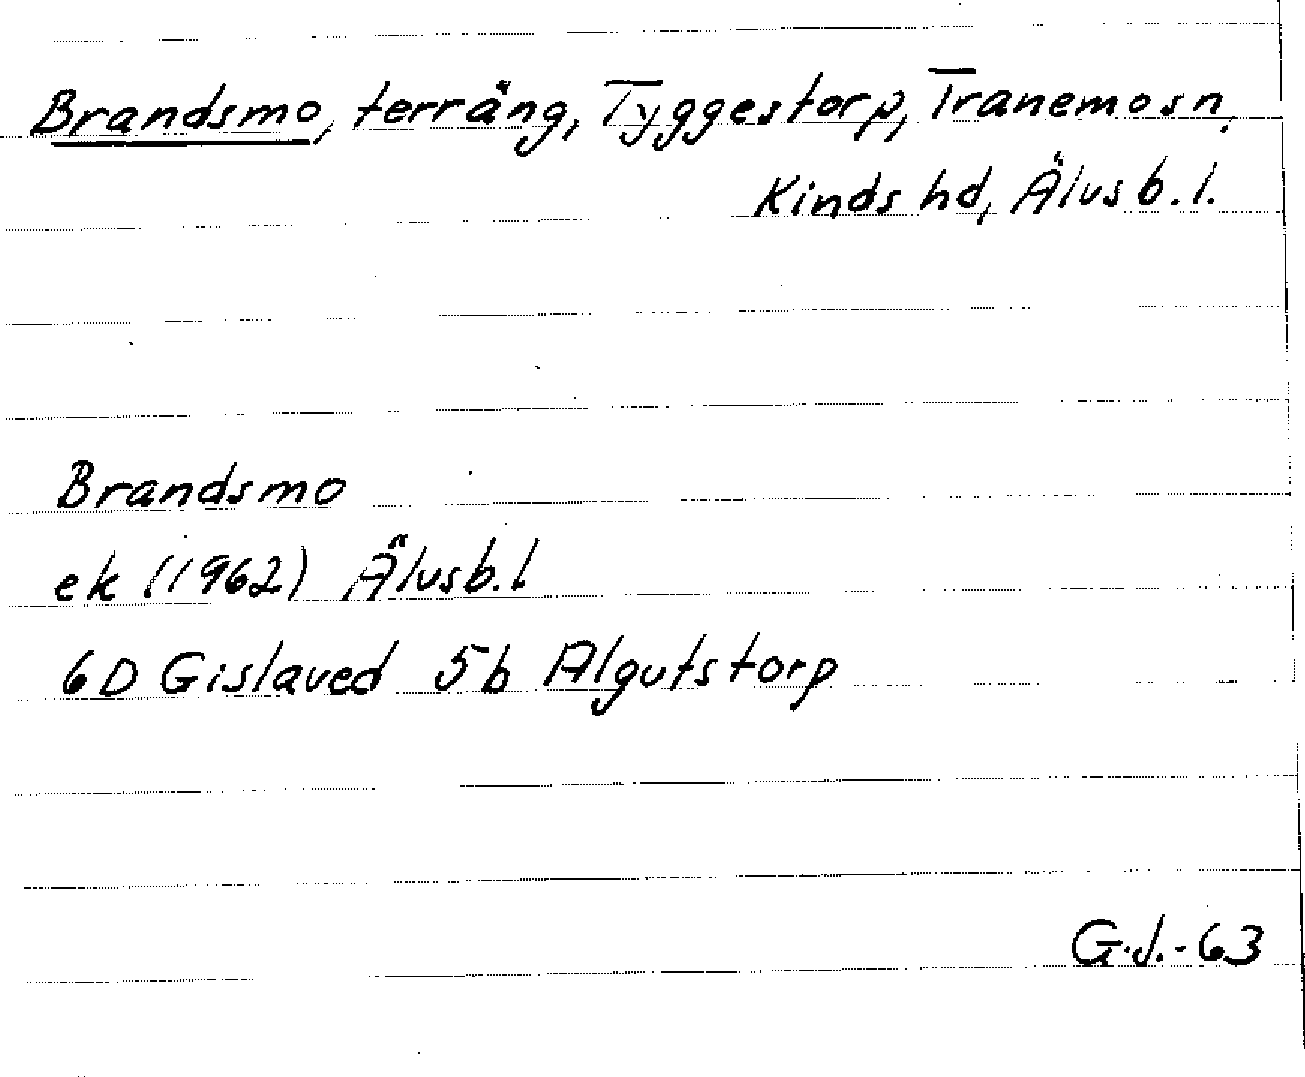 Brandsmo, terräng, Tyggestorp, Tranemo sn,
Kinds hd, Älvsb. l.
Brandsmo
ek (1962) Älvsb. l
6D Gislaved 5b Algutstorp
G.J.-63